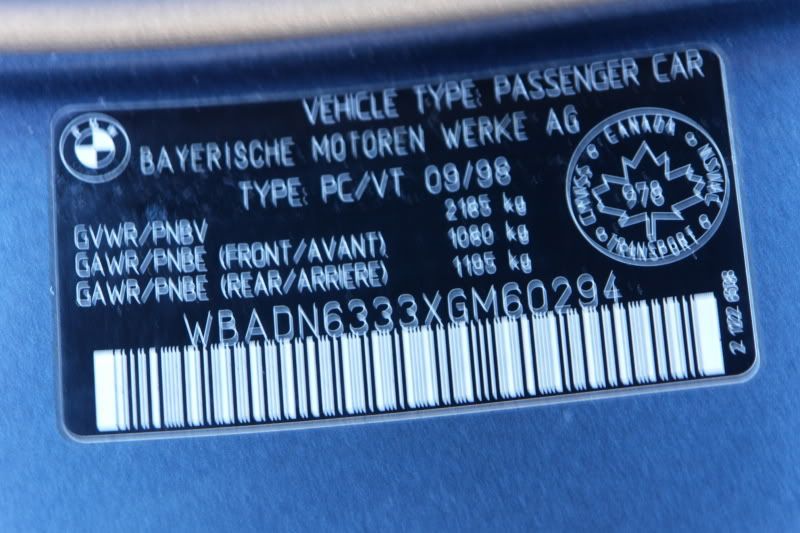 VEHICLE TYPE: PASSENGER CAR
BAYERISCHE MOTOREN WERKE AG
TYPE: PC/VT 09/98
GVWR/PNBV 2185 kg
GAWR/PNBE (FRONT/AVANT) 1080 kg
GAWR/PNBE (REAR/ARRIERE) 1195 kg
WBADN6333XGM60294
CANADA
978
TRANSPORT